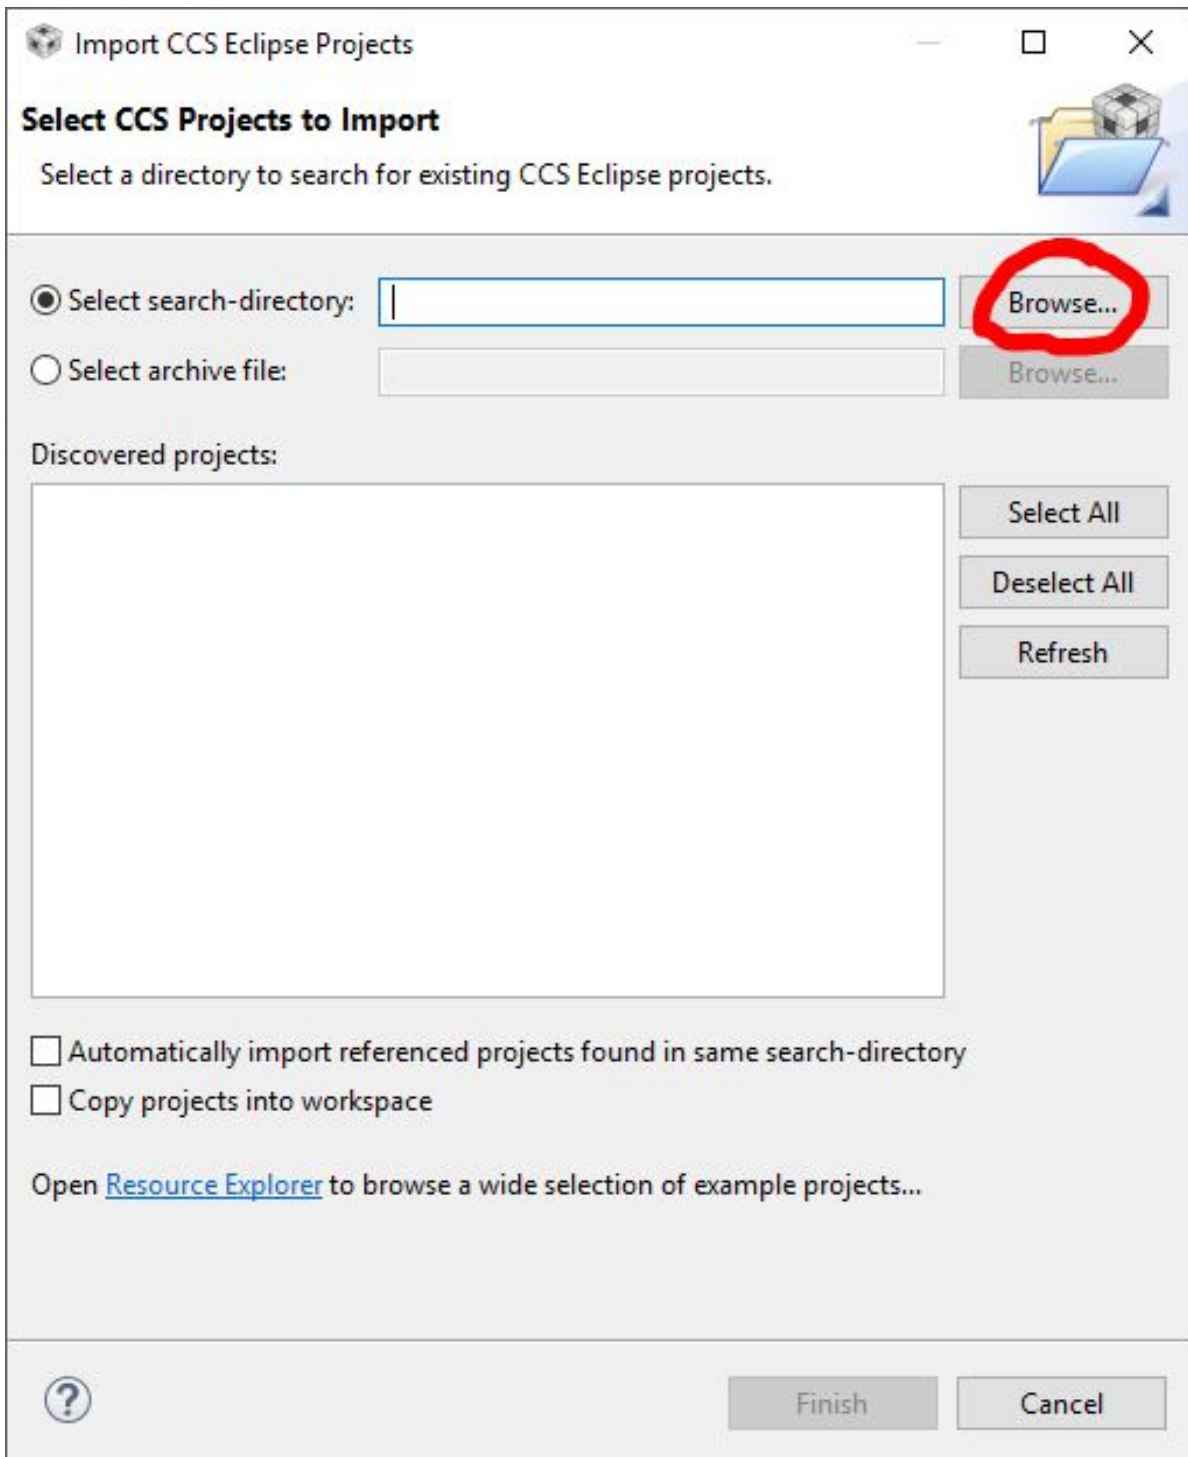 Import CCS Eclipse Projects
Select CCS Projects to Import
Select a directory to search for existing CCS Eclipse projects.
Select search-directory: Browse...
Select archive file: Browse...
Discovered projects:
Select All
Deselect All
Refresh
Automatically import referenced projects found in same search-directory
Copy projects into workspace
Open Resource Explorer to browse a wide selection of example projects...
? Finish Cancel